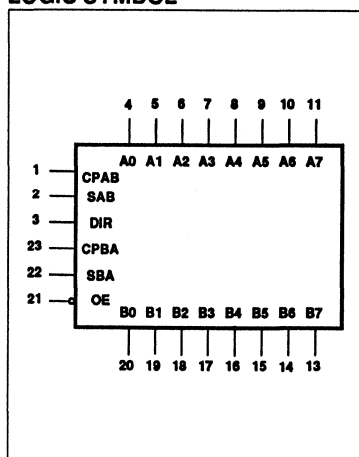 LOGIC SYMBOL
4 5 6 7 8 9 10 11
A0 A1 A2 A3 A4 A5 A6 A7
1 CPAB
2 SAB
3 DIR
23 CPBA
22 SBA
21 OE
B0 B1 B2 B3 B4 B5 B6 B7
20 19 18 17 16 15 14 13